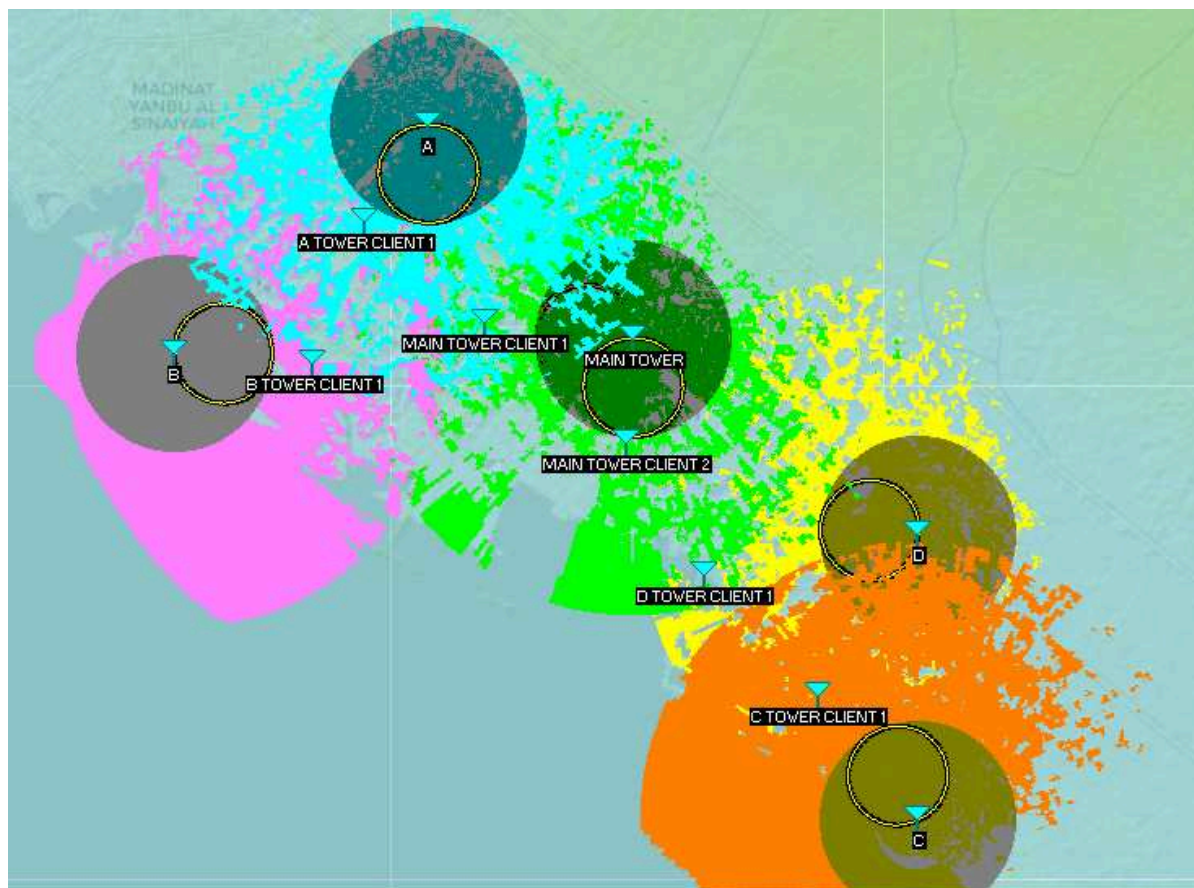 MADINAT
YANBU AL
SINAIYAH
A
A TOWER CLIENT 1
MAIN TOWER CLIENT 1
MAIN TOWER
B
B TOWER CLIENT 1
MAIN TOWER CLIENT 2
D
D TOWER CLIENT 1
C TOWER CLIENT 1
C